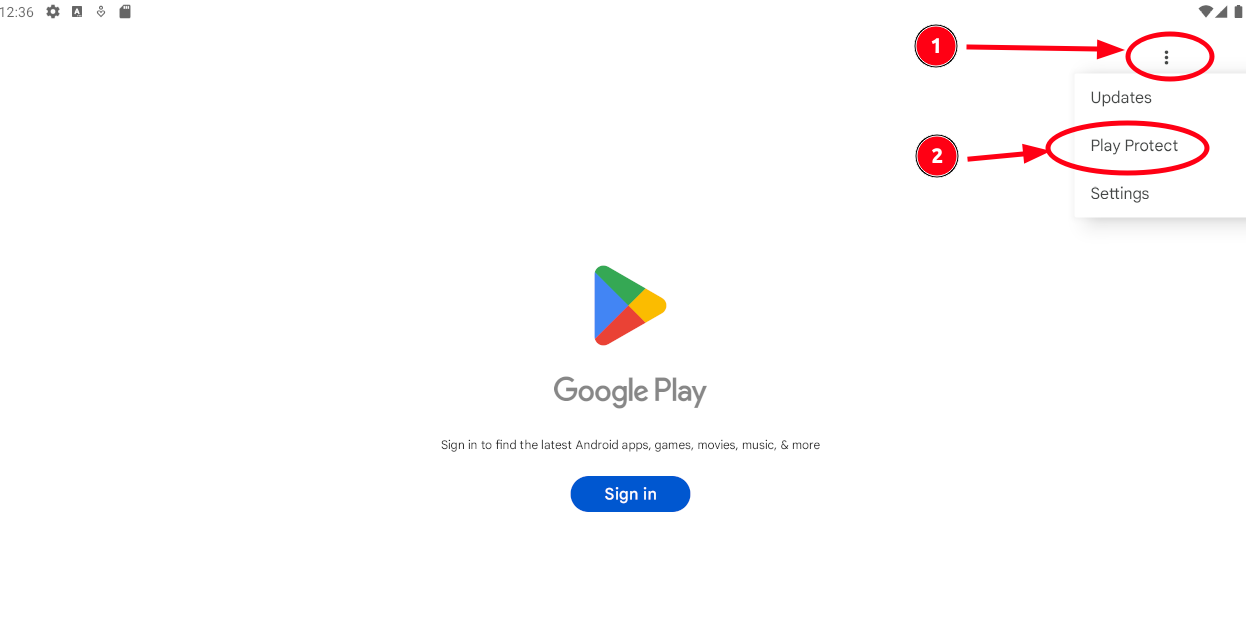 12:36
1
Updates
2
Play Protect
Settings
Google Play
Sign in to find the latest Android apps, games, movies, music, & more
Sign in